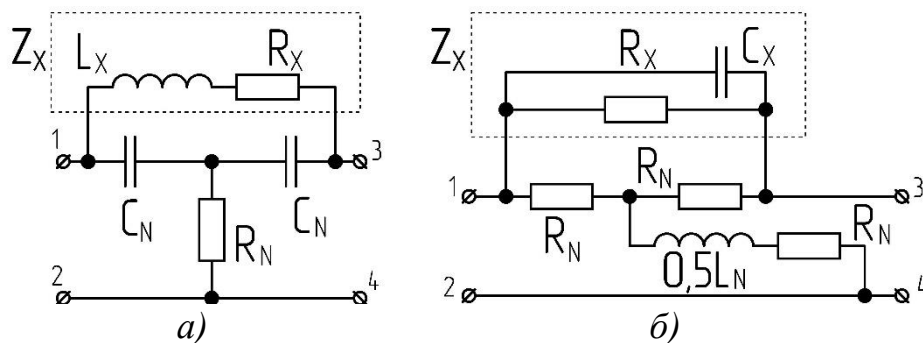 Z_X L_X R_X
1 3
C_N C_N
R_N
2 4
а)
Z_X R_X C_X
1 R_N 3
R_N R_N
0,5L_N
2 4
б)